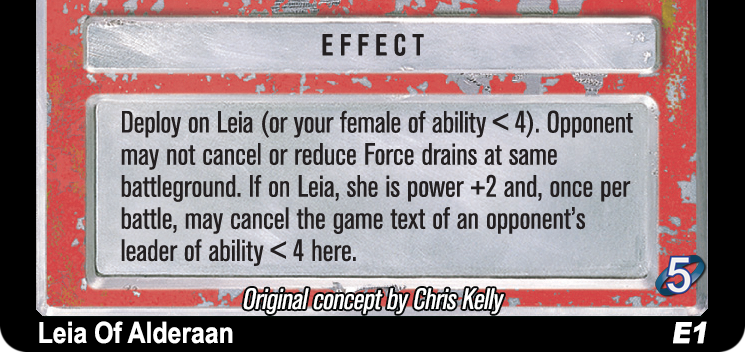 EFFECT
Deploy on Leia (or your female of ability < 4). Opponent
may not cancel or reduce Force drains at same
battleground. If on Leia, she is power +2 and, once per
battle, may cancel the game text of an opponent's
leader of ability < 4 here.
5
Original concept by Chris Kelly
Leia Of Alderaan E1